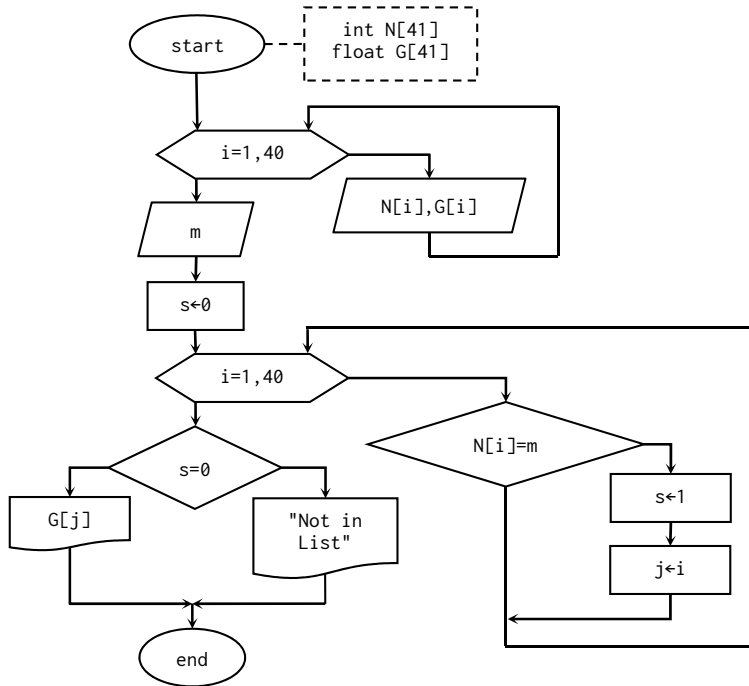 start
int N[41]
float G[41]
i=1,40
N[i],G[i]
m
s←0
i=1,40
N[i]=m
s=0
s←1
G[j]
"Not in
List"
j←i
end